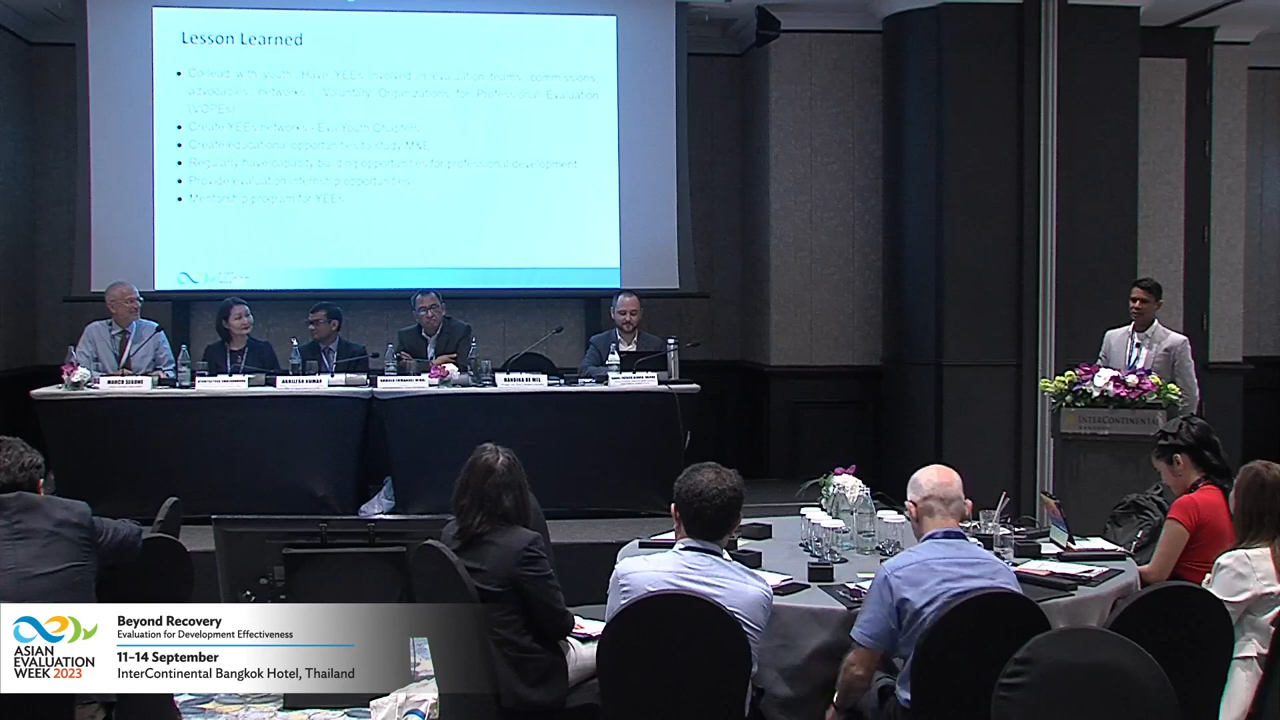 Lesson Learned
• Co-lead with youth: Have YEEs involved in evaluation teams, commissions,
advocacies, networks, Voluntary Organizations for Professional Evaluation
(VOPEs)
• Create YEEs networks - EvalYouth Chapters
• Create educational opportunities to study M&E
• Regularly have capacity building opportunities for professional development
• Provide evaluation internship opportunities
• Mentorship program for YEEs
MARCO SEGONE
AKHILESH KUMAR
NANDIKA DE MEL
INTERCONTINENTAL
BANGKOK
ASIAN
EVALUATION
WEEK 2023
Beyond Recovery
Evaluation for Development Effectiveness
11–14 September
InterContinental Bangkok Hotel, Thailand